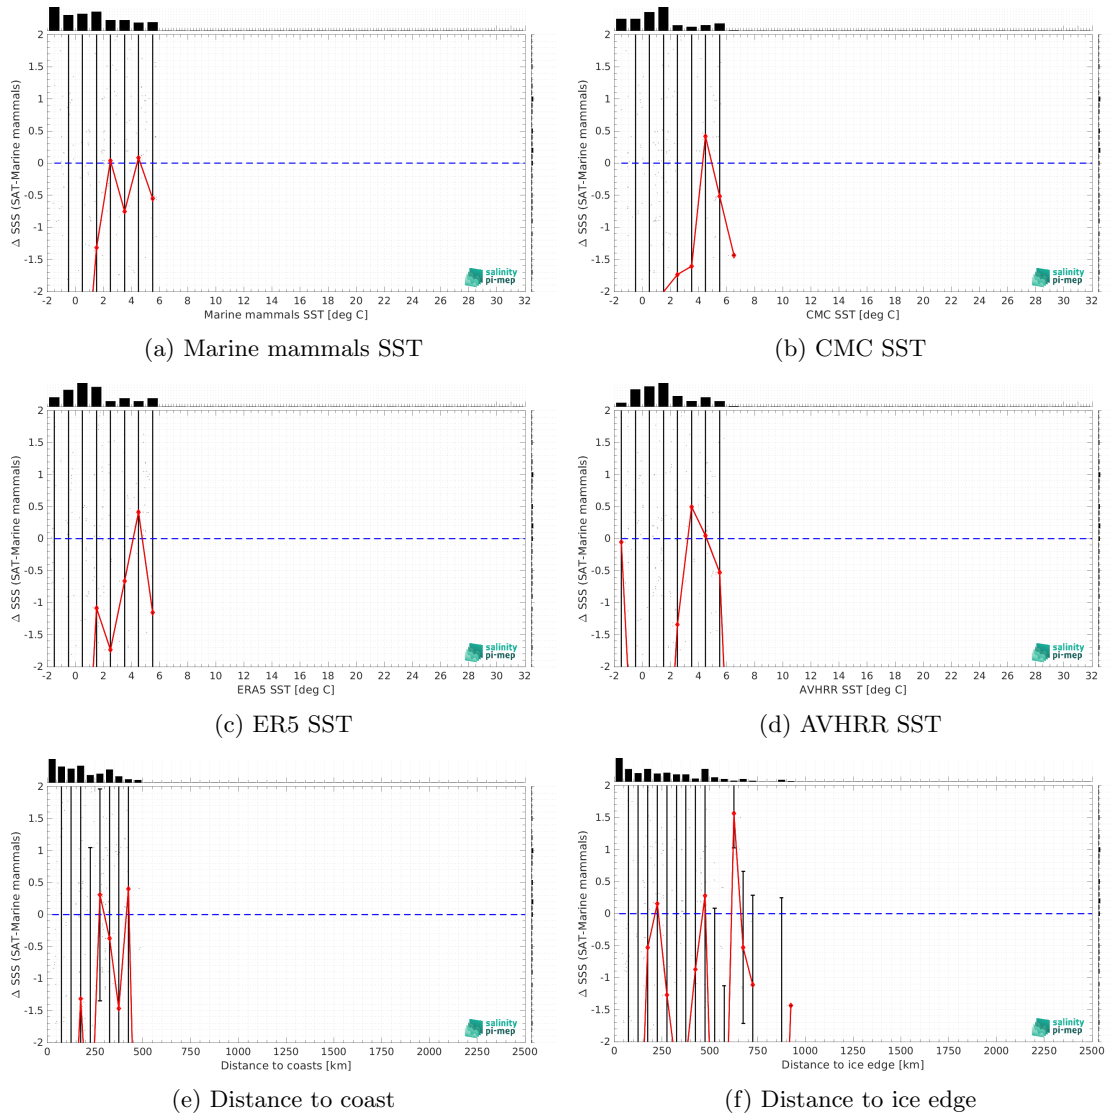 2
1.5
1
0.5
0
-0.5
-1
-1.5
-2
Δ SSS (SAT-Marine mammals)
-2 0 2 4 6 8 10 12 14 16 18 20 22 24 26 28 30 32
Marine mammals SST [deg C]
salinity
pi-mep
(a) Marine mammals SST
2
1.5
1
0.5
0
-0.5
-1
-1.5
-2
Δ SSS (SAT-Marine mammals)
-2 0 2 4 6 8 10 12 14 16 18 20 22 24 26 28 30 32
CMC SST [deg C]
salinity
pi-mep
(b) CMC SST
2
1.5
1
0.5
0
-0.5
-1
-1.5
-2
Δ SSS (SAT-Marine mammals)
-2 0 2 4 6 8 10 12 14 16 18 20 22 24 26 28 30 32
ERA5 SST [deg C]
salinity
pi-mep
(c) ER5 SST
2
1.5
1
0.5
0
-0.5
-1
-1.5
-2
Δ SSS (SAT-Marine mammals)
-2 0 2 4 6 8 10 12 14 16 18 20 22 24 26 28 30 32
AVHRR SST [deg C]
salinity
pi-mep
(d) AVHRR SST
2
1.5
1
0.5
0
-0.5
-1
-1.5
-2
Δ SSS (SAT-Marine mammals)
0 250 500 750 1000 1250 1500 1750 2000 2250 2500
Distance to coasts [km]
salinity
pi-mep
(e) Distance to coast
2
1.5
1
0.5
0
-0.5
-1
-1.5
-2
Δ SSS (SAT-Marine mammals)
0 250 500 750 1000 1250 1500 1750 2000 2250 2500
Distance to ice edge [km]
salinity
pi-mep
(f) Distance to ice edge